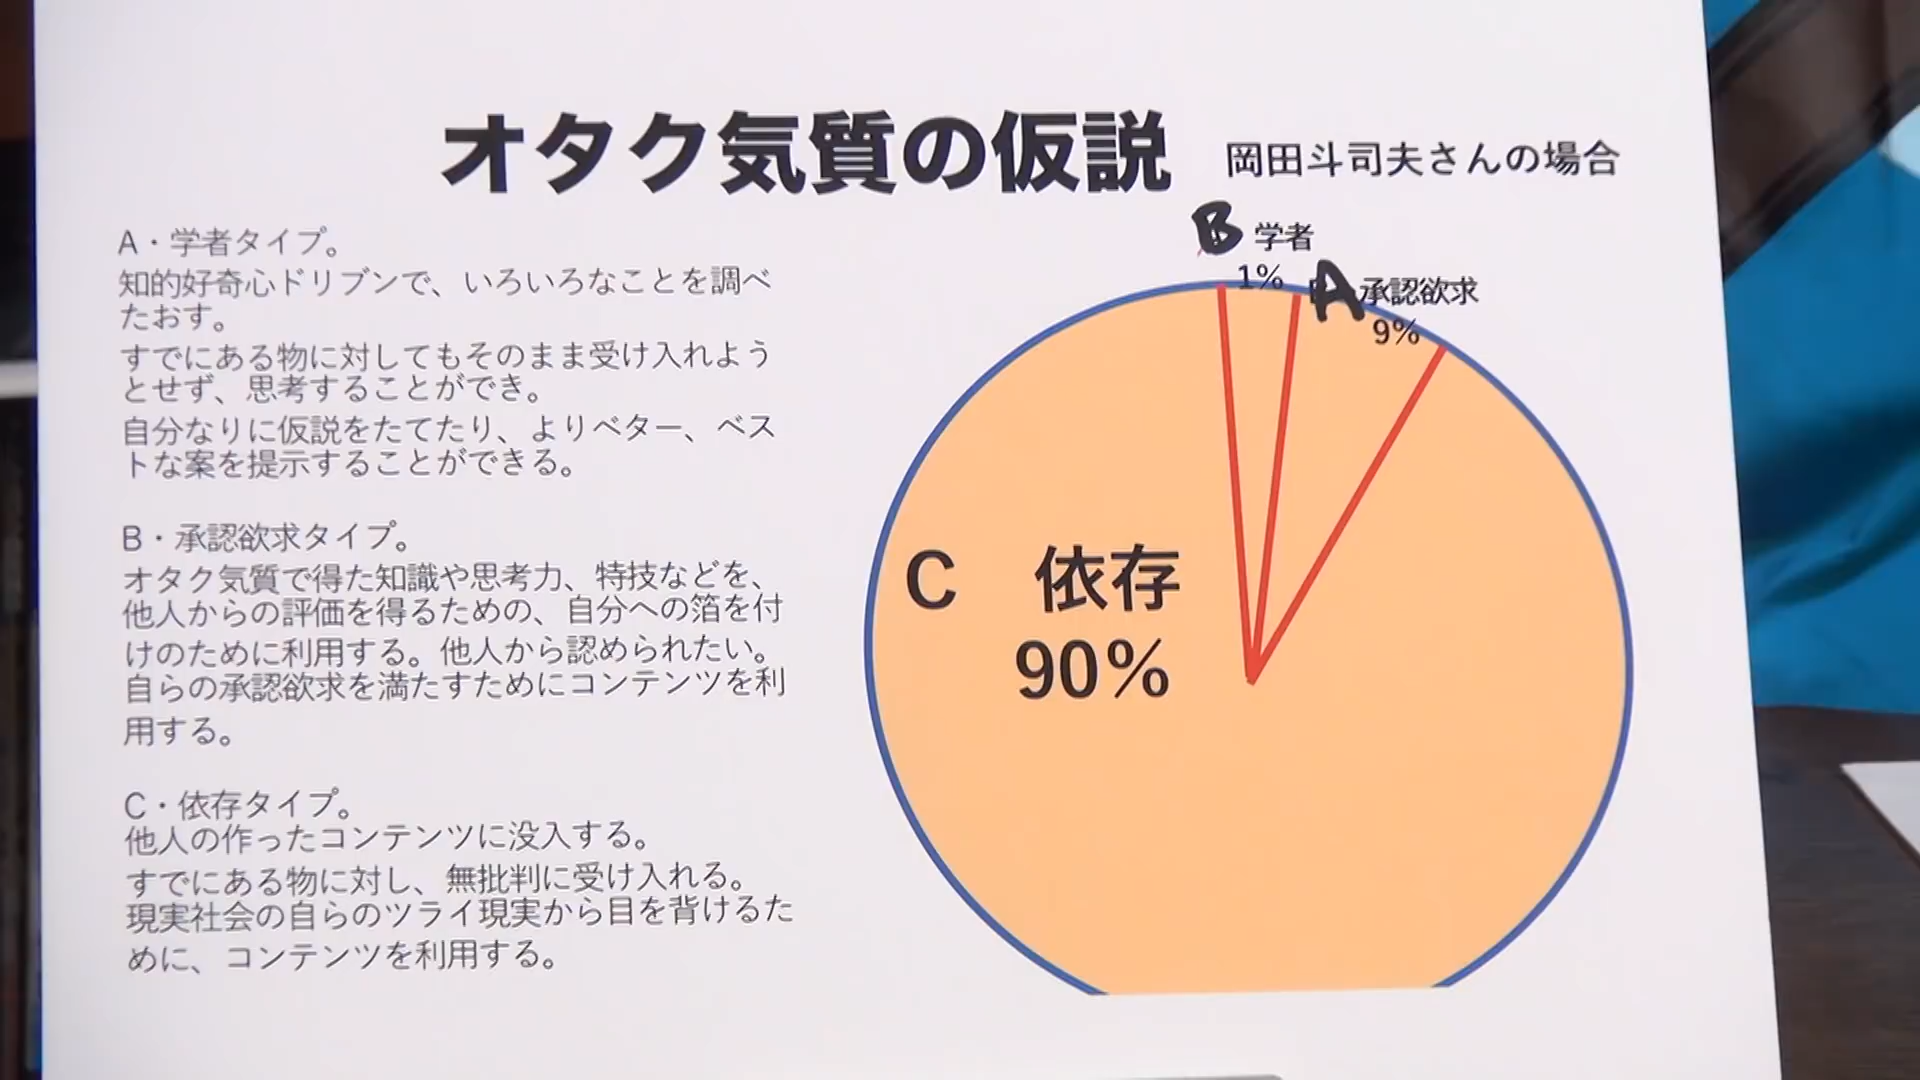 オタク気質の仮説 岡田斗司夫さんの場合
A・学者タイプ。
知的好奇心ドリブンで、いろいろなことを調べ
たおす。
すでにある物に対してもそのまま受け入れよう
とせず、思考することができ。
自分なりに仮説をたてたり、よりベター、ベス
トな案を提示することができる。
B・承認欲求タイプ。
オタク気質で得た知識や思考力、特技などを、
他人からの評価を得るための、自分への箔を付
けのために利用する。他人から認められたい。
自らの承認欲求を満たすためにコンテンツを利
用する。
C・依存タイプ。
他人の作ったコンテンツに没入する。
すでにある物に対し、無批判に受け入れる。
現実社会の自らのツライ現実から目を背けるた
めに、コンテンツを利用する。
B 学者
1%
A 承認欲求
9%
C 依存
90%